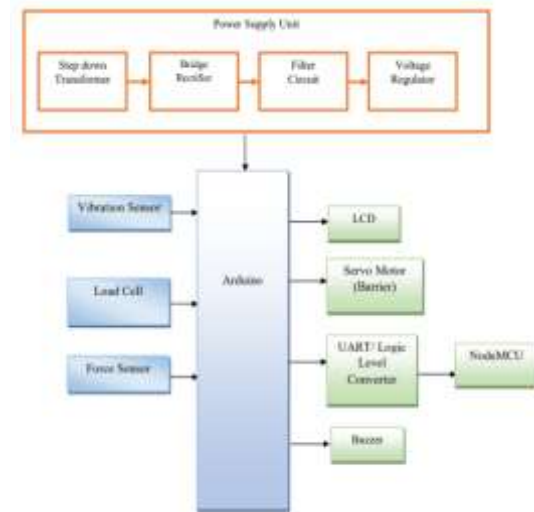 Power Supply Unit
Step down
Transformer
Bridge
Rectifier
Filter
Circuit
Voltage
Regulator
Vibration Sensor
Load Cell
Force Sensor
Arduino
LCD
Servo Motor
(Barrier)
UART/ Logic
Level
Converter
NodeMCU
Buzzer